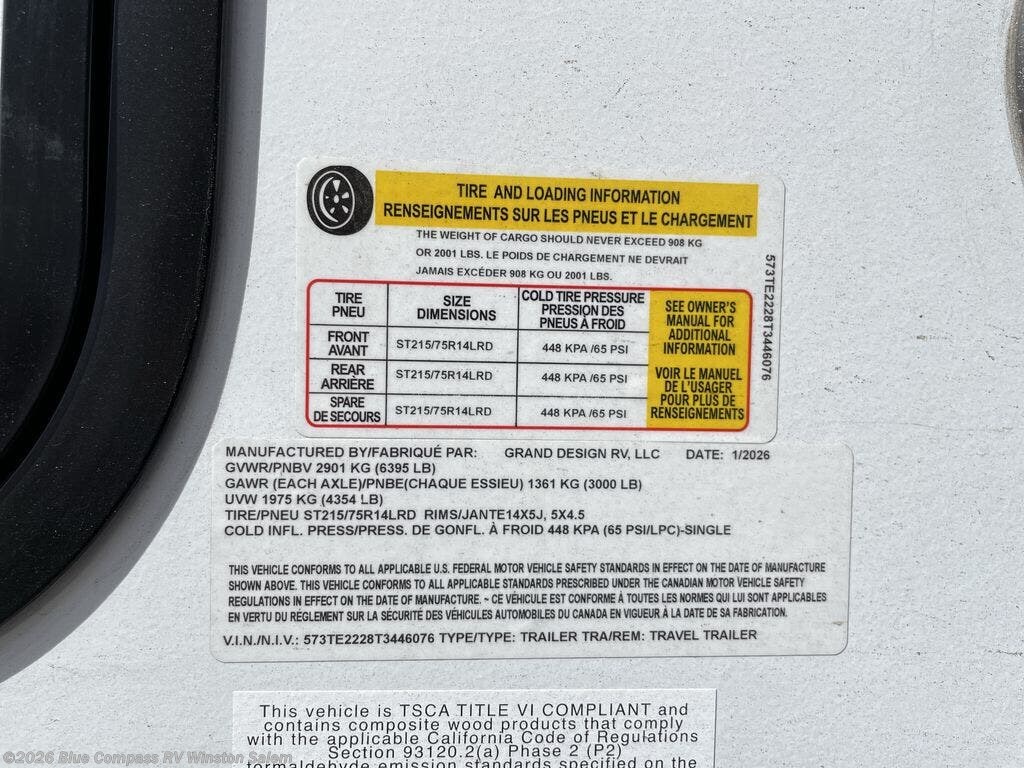 TIRE AND LOADING INFORMATION
RENSEIGNEMENTS SUR LES PNEUS ET LE CHARGEMENT
THE WEIGHT OF CARGO SHOULD NEVER EXCEED 908 KG
OR 2001 LBS. LE POIDS DE CHARGEMENT NE DEVRAIT
JAMAIS EXCÉDER 908 KG OU 2001 LBS.
TIRE
PNEU
SIZE
DIMENSIONS
COLD TIRE PRESSURE
PRESSION DES
PNEUS À FROID
SEE OWNER'S
MANUAL FOR
ADDITIONAL
INFORMATION
FRONT
AVANT
ST215/75R14LRD
448 KPA /65 PSI
REAR
ARRIÈRE
ST215/75R14LRD
448 KPA /65 PSI
VOIR LE MANUEL
DE L'USAGER
POUR PLUS DE
RENSEIGNEMENTS
SPARE
DE SECOURS
ST215/75R14LRD
448 KPA /65 PSI
573TE2228T3446076
MANUFACTURED BY/FABRIQUÉ PAR: GRAND DESIGN RV, LLC DATE: 1/2026
GVWR/PNBV 2901 KG (6395 LB)
GAWR (EACH AXLE)/PNBE(CHAQUE ESSIEU) 1361 KG (3000 LB)
UVW 1975 KG (4354 LB)
TIRE/PNEU ST215/75R14LRD RIMS/JANTE14X5J, 5X4.5
COLD INFL. PRESS/PRESS. DE GONFL. À FROID 448 KPA (65 PSI/LPC)-SINGLE
THIS VEHICLE CONFORMS TO ALL APPLICABLE U.S. FEDERAL MOTOR VEHICLE SAFETY STANDARDS IN EFFECT ON THE DATE OF MANUFACTURE
SHOWN ABOVE. THIS VEHICLE CONFORMS TO ALL APPLICABLE STANDARDS PRESCRIBED UNDER THE CANADIAN MOTOR VEHICLE SAFETY
REGULATIONS IN EFFECT ON THE DATE OF MANUFACTURE. ~ CE VÉHICULE EST CONFORME À TOUTES LES NORMES QUI LUI SONT APPLICABLES
EN VERTU DU RÉGLEMENT SUR LA SÉCURITÉ DES VÉHICULES AUTOMOBILES DU CANADA EN VIGUEUR À LA DATE DE SA FABRICATION.
V.I.N./N.I.V.: 573TE2228T3446076 TYPE/TYPE: TRAILER TRA/REM: TRAVEL TRAILER
This vehicle is TSCA TITLE VI COMPLIANT and
contains composite wood products that comply
with the applicable California Code of Regulations
Section 93120.2(a) Phase 2 (P2)
formaldehyde emission standards specified on the
©2026 Blue Compass RV Winston Salem